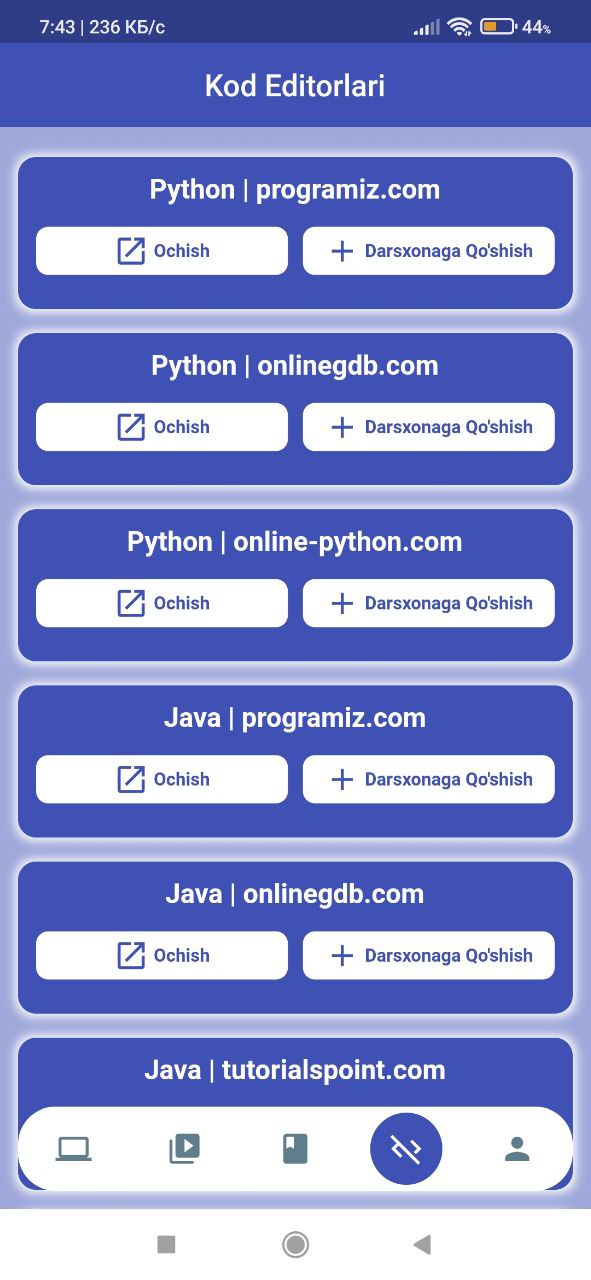 7:43 | 236 КБ/с 44%
Kod Editorlari
Python | programiz.com
Ochish Darsxonaga Qo'shish
Python | onlinegdb.com
Ochish Darsxonaga Qo'shish
Python | online-python.com
Ochish Darsxonaga Qo'shish
Java | programiz.com
Ochish Darsxonaga Qo'shish
Java | onlinegdb.com
Ochish Darsxonaga Qo'shish
Java | tutorialspoint.com